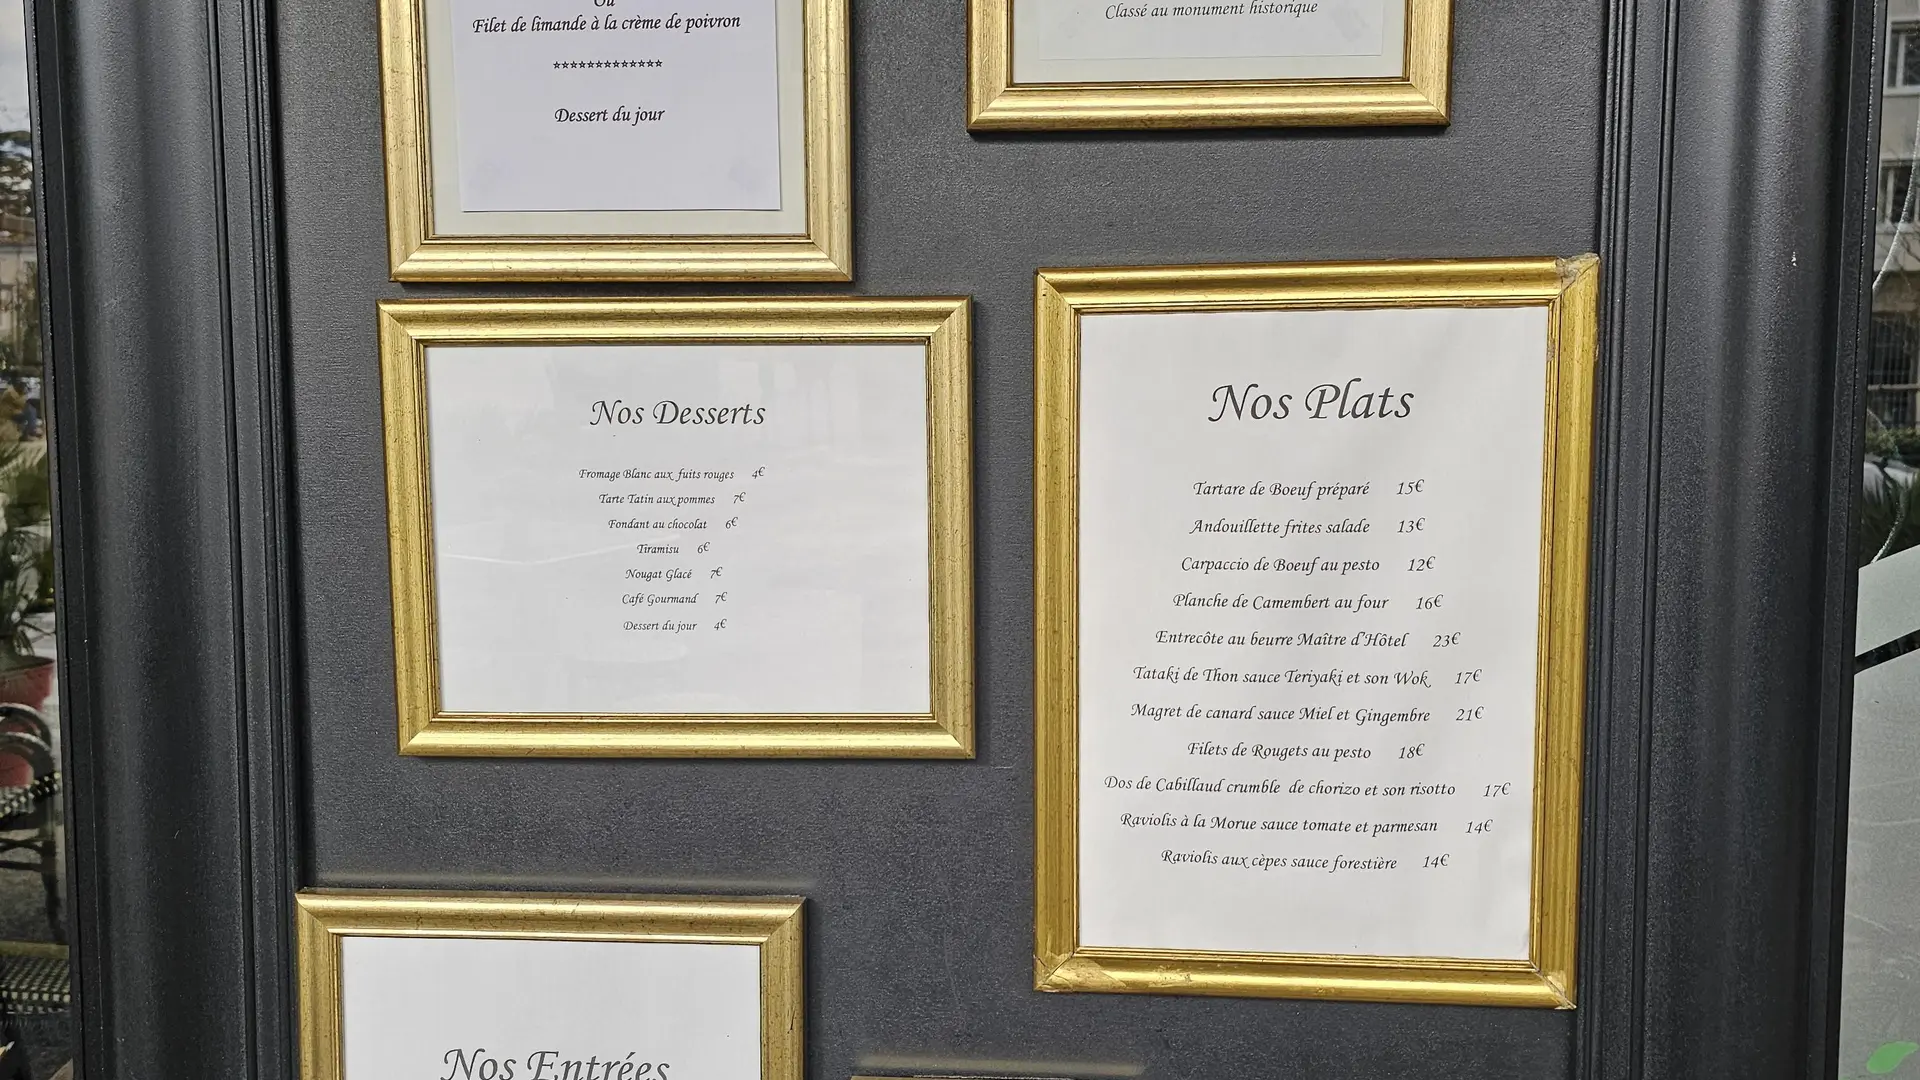 Ou
Filet de limande à la crème de poivron
*************
Dessert du jour
Classé au monument historique
Nos Desserts
Fromage Blanc aux fuits rouges 4€
Tarte Tatin aux pommes 7€
Fondant au chocolat 6€
Tiramisu 6€
Nougat Glacé 7€
Café Gourmand 7€
Dessert du jour 4€
Nos Plats
Tartare de Boeuf préparé 15€
Andouillette frites salade 13€
Carpaccio de Boeuf au pesto 12€
Planche de Camembert au four 16€
Entrecôte au beurre Maître d'Hôtel 23€
Tataki de Thon sauce Teriyaki et son Wok 17€
Magret de canard sauce Miel et Gingembre 21€
Filets de Rougets au pesto 18€
Dos de Cabillaud crumble de chorizo et son risotto 17€
Raviolis à la Morue sauce tomate et parmesan 14€
Raviolis aux cèpes sauce forestière 14€
Nos Entrées